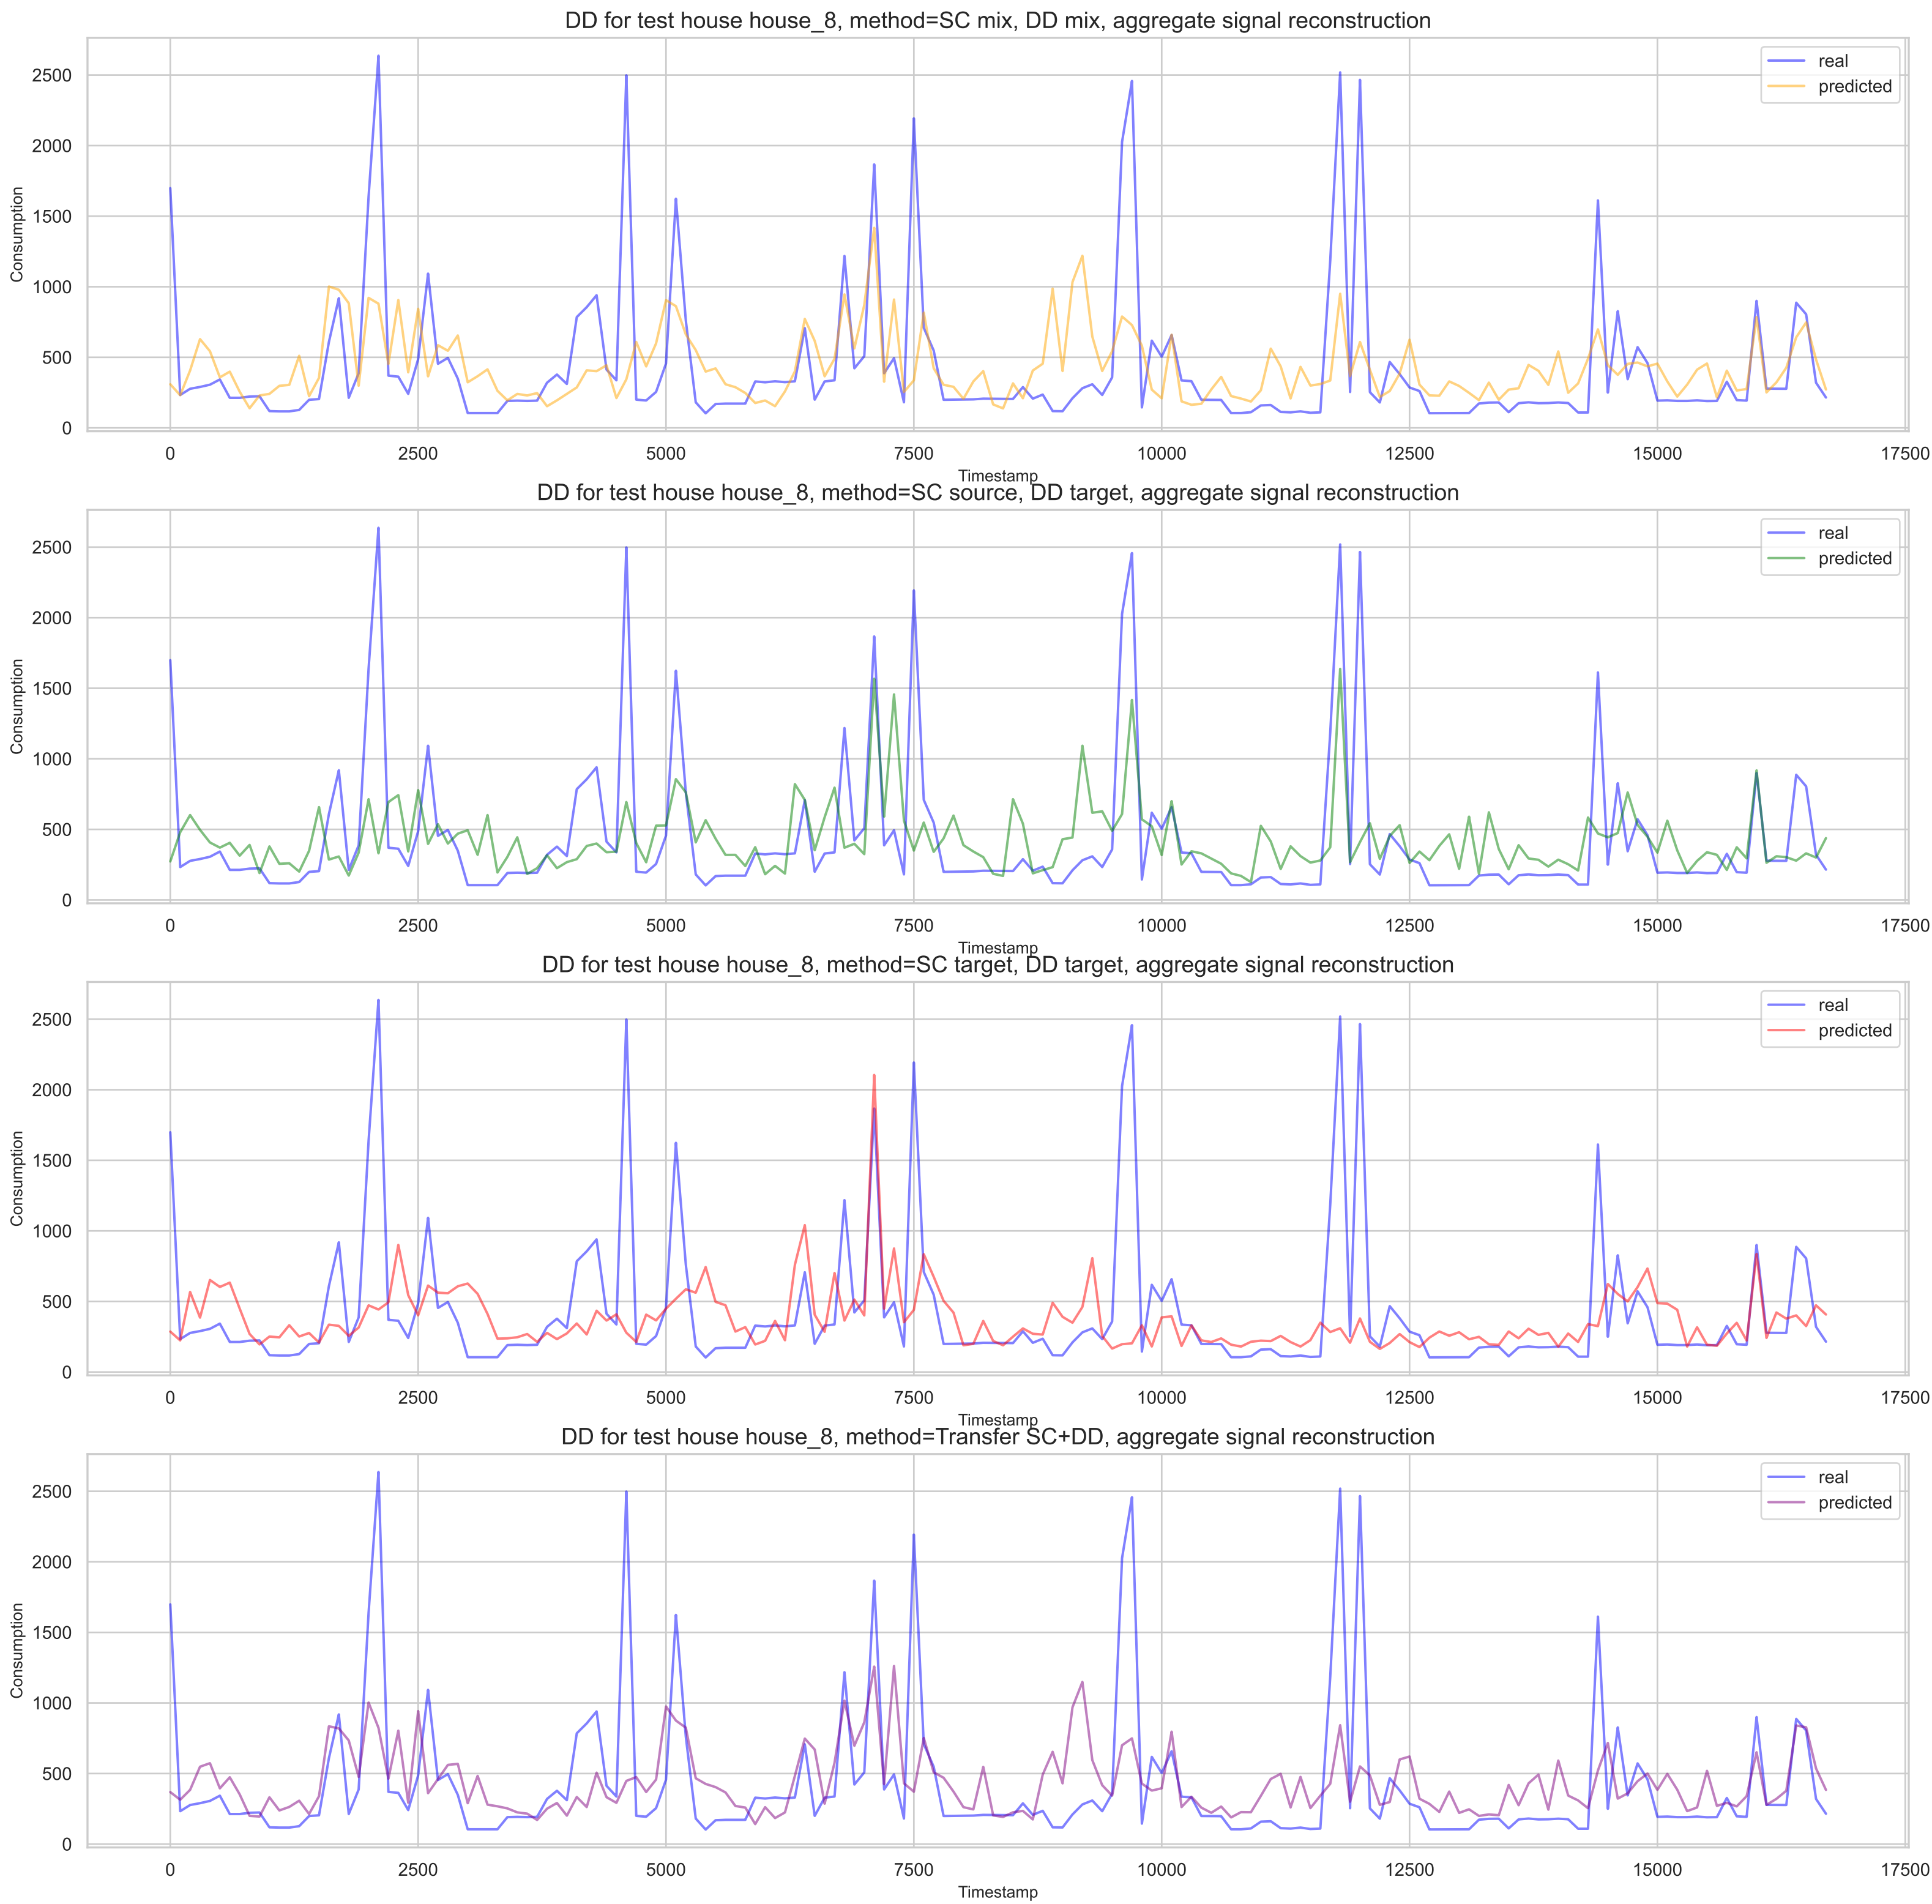 DD for test house house_8, method=SC mix, DD mix, aggregate signal reconstruction
real
predicted
Consumption
2500
2000
1500
1000
500
0
0 2500 5000 7500 10000 12500 15000 17500
Timestamp
DD for test house house_8, method=SC source, DD target, aggregate signal reconstruction
real
predicted
Consumption
2500
2000
1500
1000
500
0
0 2500 5000 7500 10000 12500 15000 17500
Timestamp
DD for test house house_8, method=SC target, DD target, aggregate signal reconstruction
real
predicted
Consumption
2500
2000
1500
1000
500
0
0 2500 5000 7500 10000 12500 15000 17500
Timestamp
DD for test house house_8, method=Transfer SC+DD, aggregate signal reconstruction
real
predicted
Consumption
2500
2000
1500
1000
500
0
0 2500 5000 7500 10000 12500 15000 17500
Timestamp